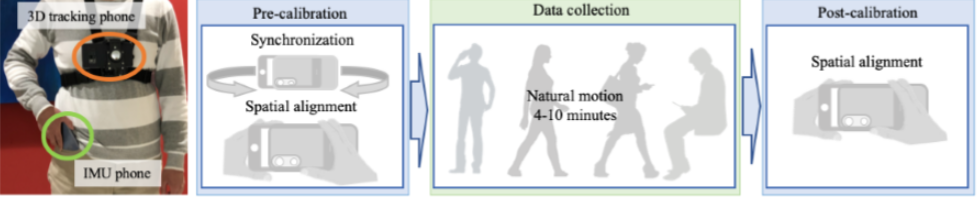 3D tracking phone
IMU phone
Pre-calibration
Synchronization
Spatial alignment
Data collection
Natural motion
4-10 minutes
Post-calibration
Spatial alignment